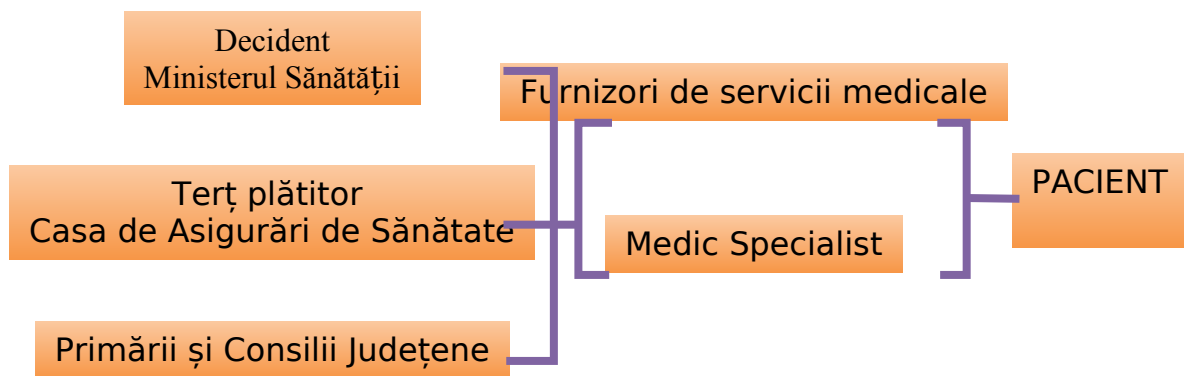 Decident
Ministerul Sănătății
Furnizori de servicii medicale
Terț plătitor
Casa de Asigurări de Sănătate
PACIENT
Medic Specialist
Primării și Consilii Județene